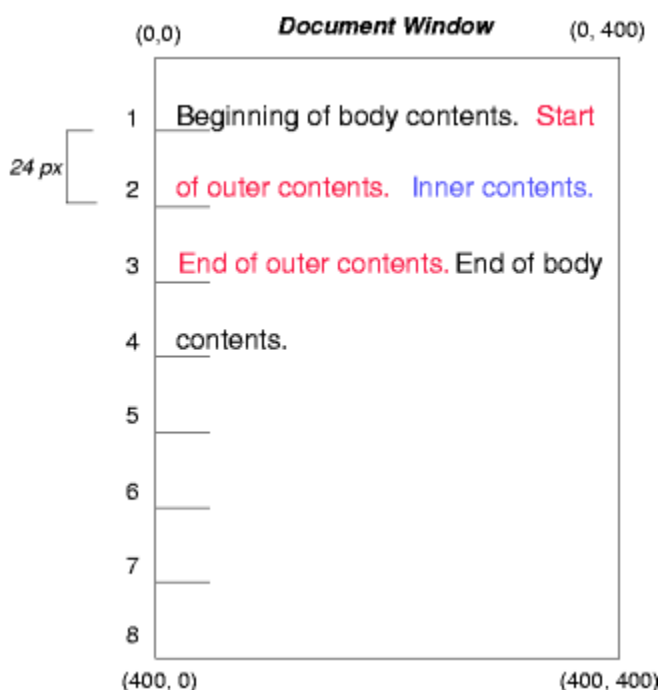 Document Window
(0,0) (0, 400)
1 Beginning of body contents. Start
24 px
2 of outer contents. Inner contents.
3 End of outer contents. End of body
4 contents.
5
6
7
8
(400, 0) (400, 400)